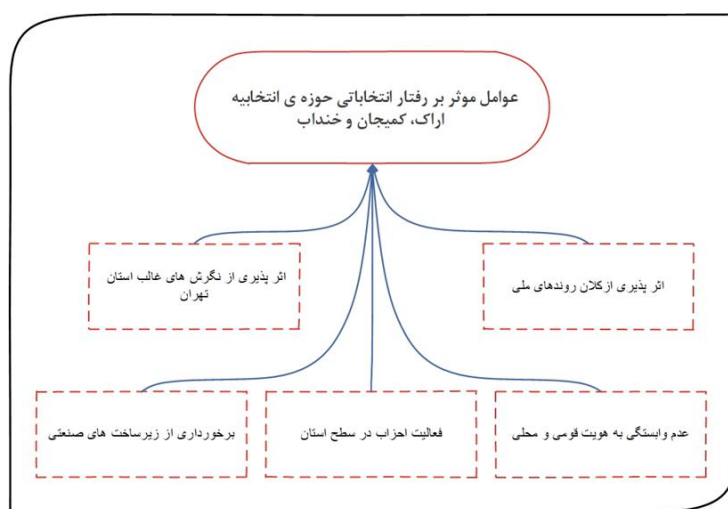 عوامل موثر بر رفتار انتخاباتی حوزه ی انتخابیه
اراک، کمیجان و خنداب
اثر پذیری ازکلان روندهای ملی
اثر پذیری از نگرش های غالب استان
تهران
عدم وابستگی به هویت قومی و محلی
فعالیت احزاب در سطح استان
برخورداری از زیرساخت های صنعتی